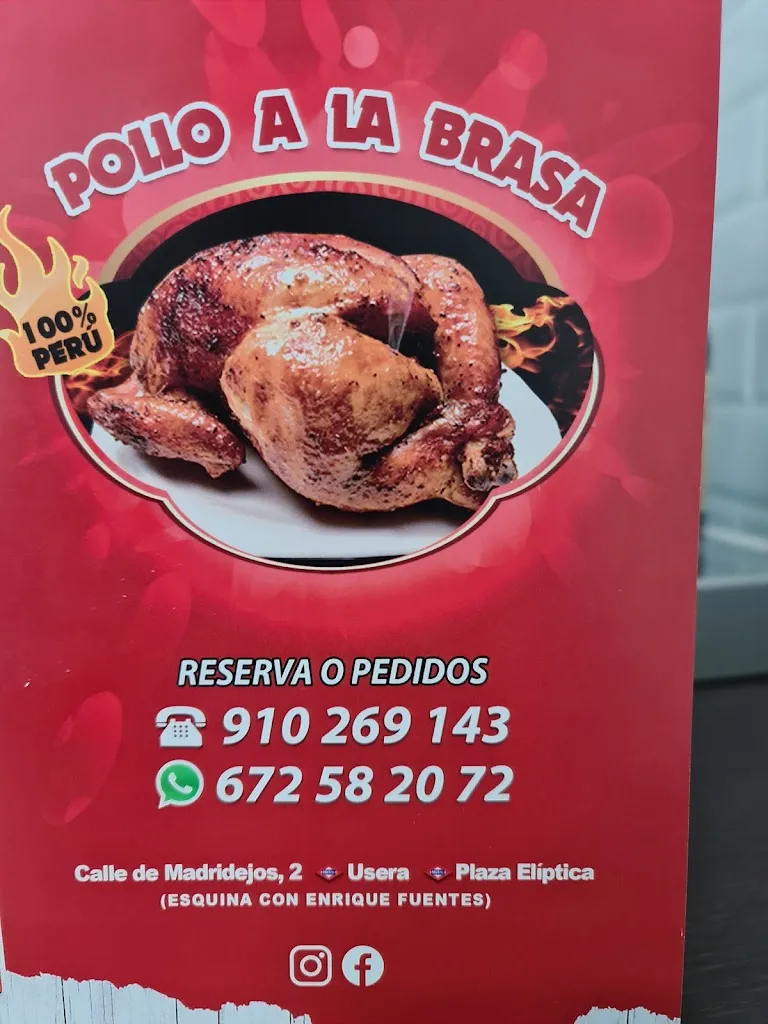 POLLO A LA BRASA
100%
PERÚ
RESERVA O PEDIDOS
910 269 143
672 58 20 72
Calle de Madridejos, 2 Usera Plaza Elíptica
(ESQUINA CON ENRIQUE FUENTES)